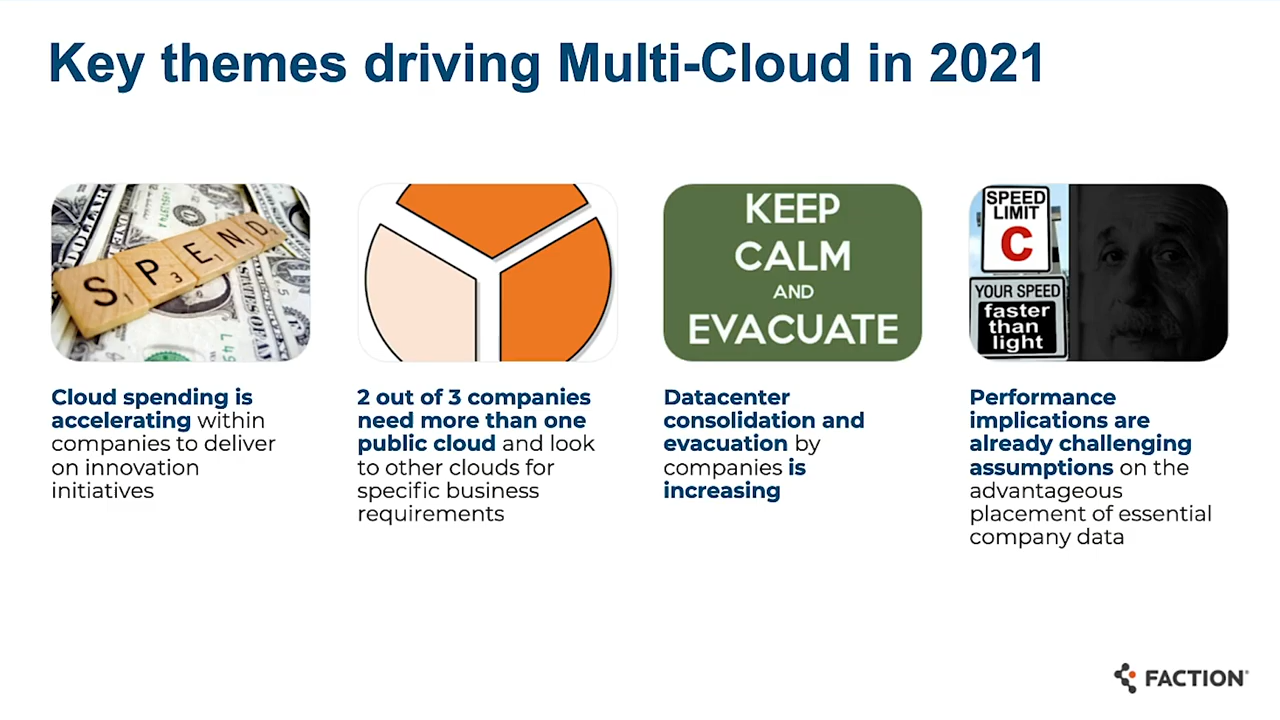 Key themes driving Multi-Cloud in 2021
SPEND
KEEP
CALM
AND
EVACUATE
SPEED
LIMIT
C
YOUR SPEED
faster
than
light
Cloud spending is
accelerating within
companies to deliver
on innovation
initiatives
2 out of 3 companies
need more than one
public cloud and look
to other clouds for
specific business
requirements
Datacenter
consolidation and
evacuation by
companies is
increasing
Performance
implications are
already challenging
assumptions on the
advantageous
placement of essential
company data
FACTION®